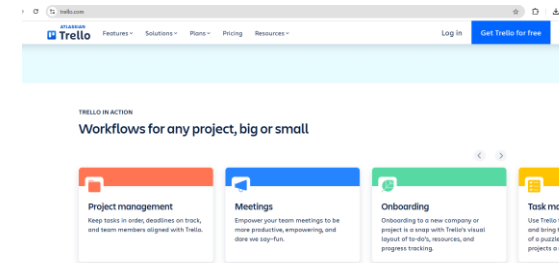 trello.com
ATLASSIAN
Trello
Features
Solutions
Plans
Pricing
Resources
Log in
Get Trello for free
TRELLO IN ACTION
Workflows for any project, big or small
Project management
Keep tasks in order, deadlines on track,
and team members aligned with Trello.
Meetings
Empower your team meetings to be
more productive, empowering, and
dare we say—fun.
Onboarding
Onboarding to a new company or
project is a snap with Trello's visual
layout of to-do's, resources, and
progress tracking.
Task ma
Use Trello
and bring t
of a puzzle
projects a